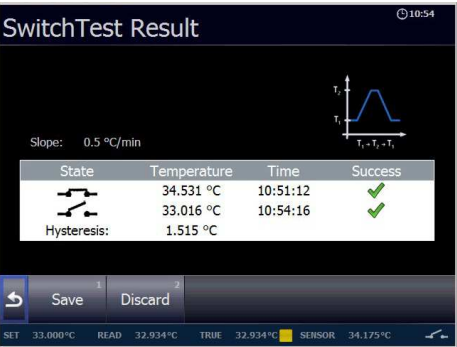 SwitchTest Result
10:54
T₂
T₁
T₁→T₂→T₁
Slope: 0.5 °C/min
State Temperature Time Success
34.531 °C 10:51:12
33.016 °C 10:54:16
Hysteresis: 1.515 °C
1 2
Save Discard
SET 33.000°C READ 32.934°C TRUE 32.934°C SENSOR 34.175°C